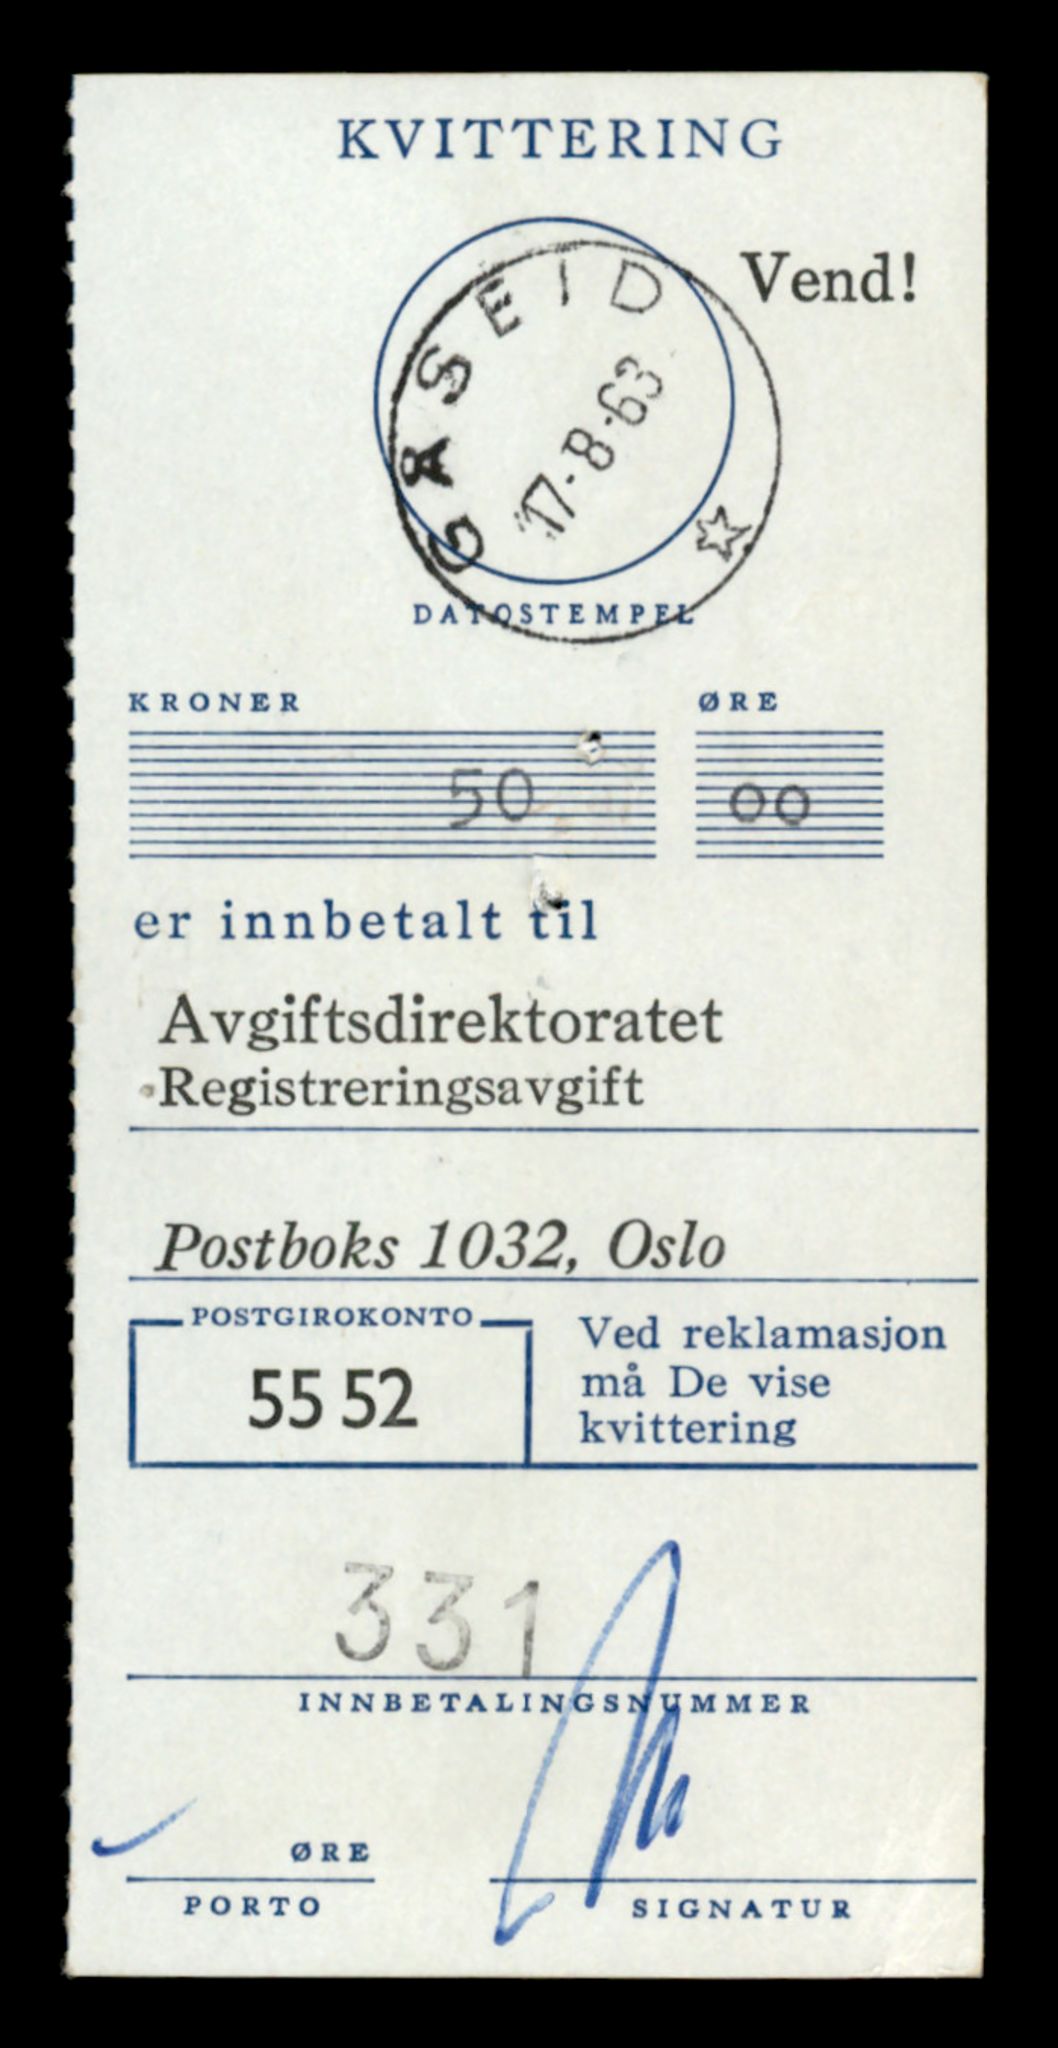 KVITTERING
Vend!
GÅSEID
17-8-63
DATOSTEMPEL
KRONER ØRE
50 00
er innbetalt til
Avgiftsdirektoratet
Registreringsavgift
Postboks 1032, Oslo
POSTGIROKONTO
55 52
Ved reklamasjon
må De vise
kvittering
331
INNBETALINGSNUMMER
ØRE
PORTO
SIGNATUR